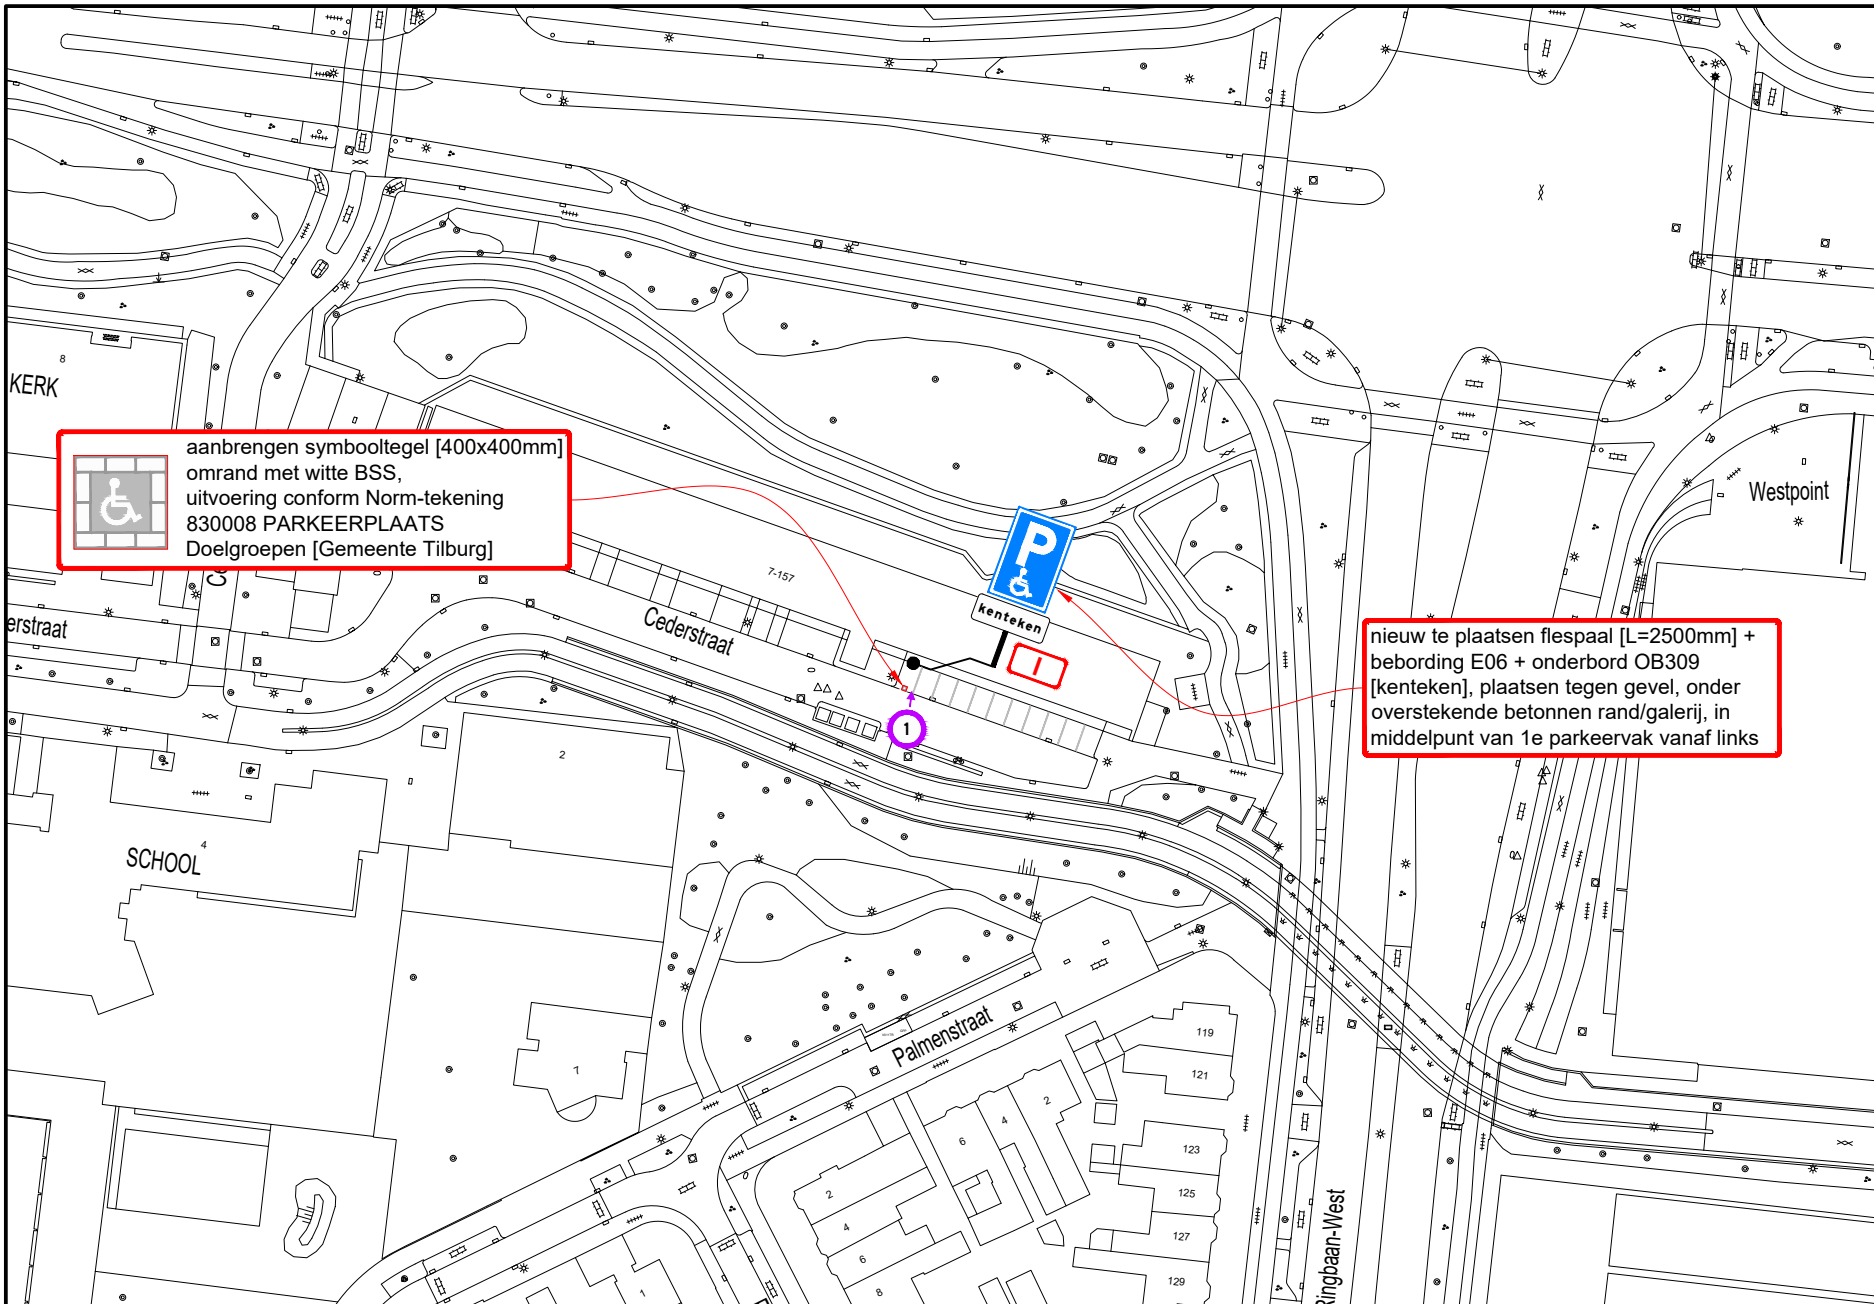 8
KERK
aanbrengen symbooltegel [400x400mm]
omrand met witte BSS,
uitvoering conform Norm-tekening
830008 PARKEERPLAATS
Doelgroepen [Gemeente Tilburg]
Westpoint
7-157
P
kenteken
Cederstraat
erstraat
nieuw te plaatsen flespaal [L=2500mm] +
bebording E06 + onderbord OB309
[kenteken], plaatsen tegen gevel, onder
overstekende betonnen rand/galerij, in
middelpunt van 1e parkeervak vanaf links
1
2
4
SCHOOL
7
Palmenstraat
119
121
2
4
6
123
125
127
129
2
4
6
8
1
Ringbaan-West